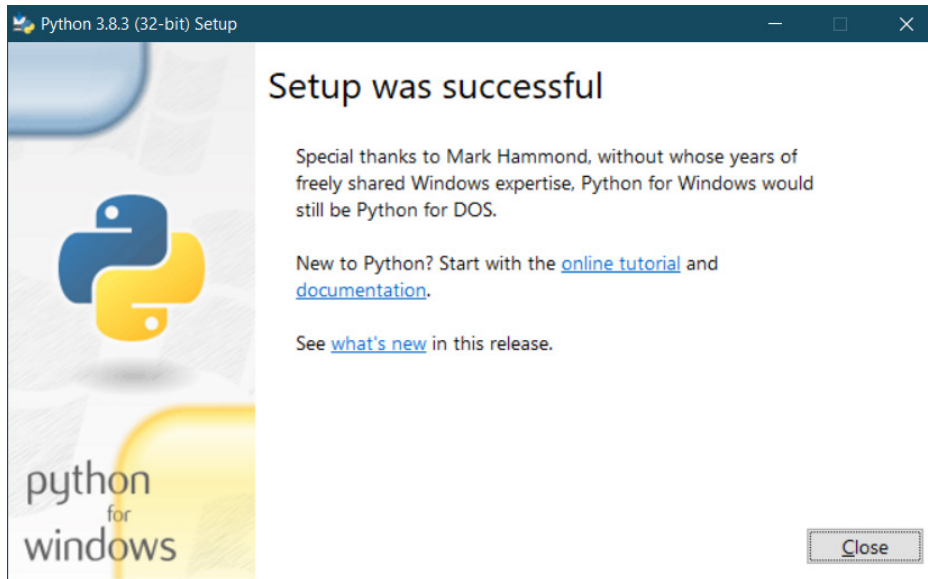 Python 3.8.3 (32-bit) Setup
Setup was successful
Special thanks to Mark Hammond, without whose years of
freely shared Windows expertise, Python for Windows would
still be Python for DOS.
New to Python? Start with the online tutorial and
documentation.
See what's new in this release.
python
for
windows
Close